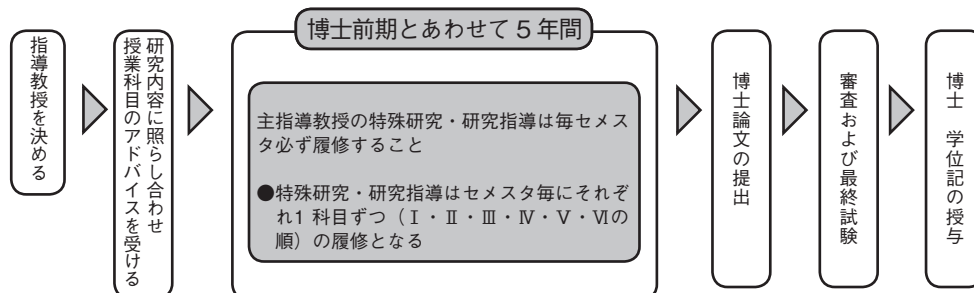 指導教授を決める
研究内容に照らし合わせ
授業科目のアドバイスを受ける
博士前期とあわせて5年間
主指導教授の特殊研究・研究指導は毎セメス
タ必ず履修すること
●特殊研究・研究指導はセメスタ毎にそれぞ
れ1 科目ずつ(Ⅰ・Ⅱ・Ⅲ・Ⅳ・Ⅴ・Ⅵの
順)の履修となる
博士論文の提出
審査および最終試験
博士 学位記の授与